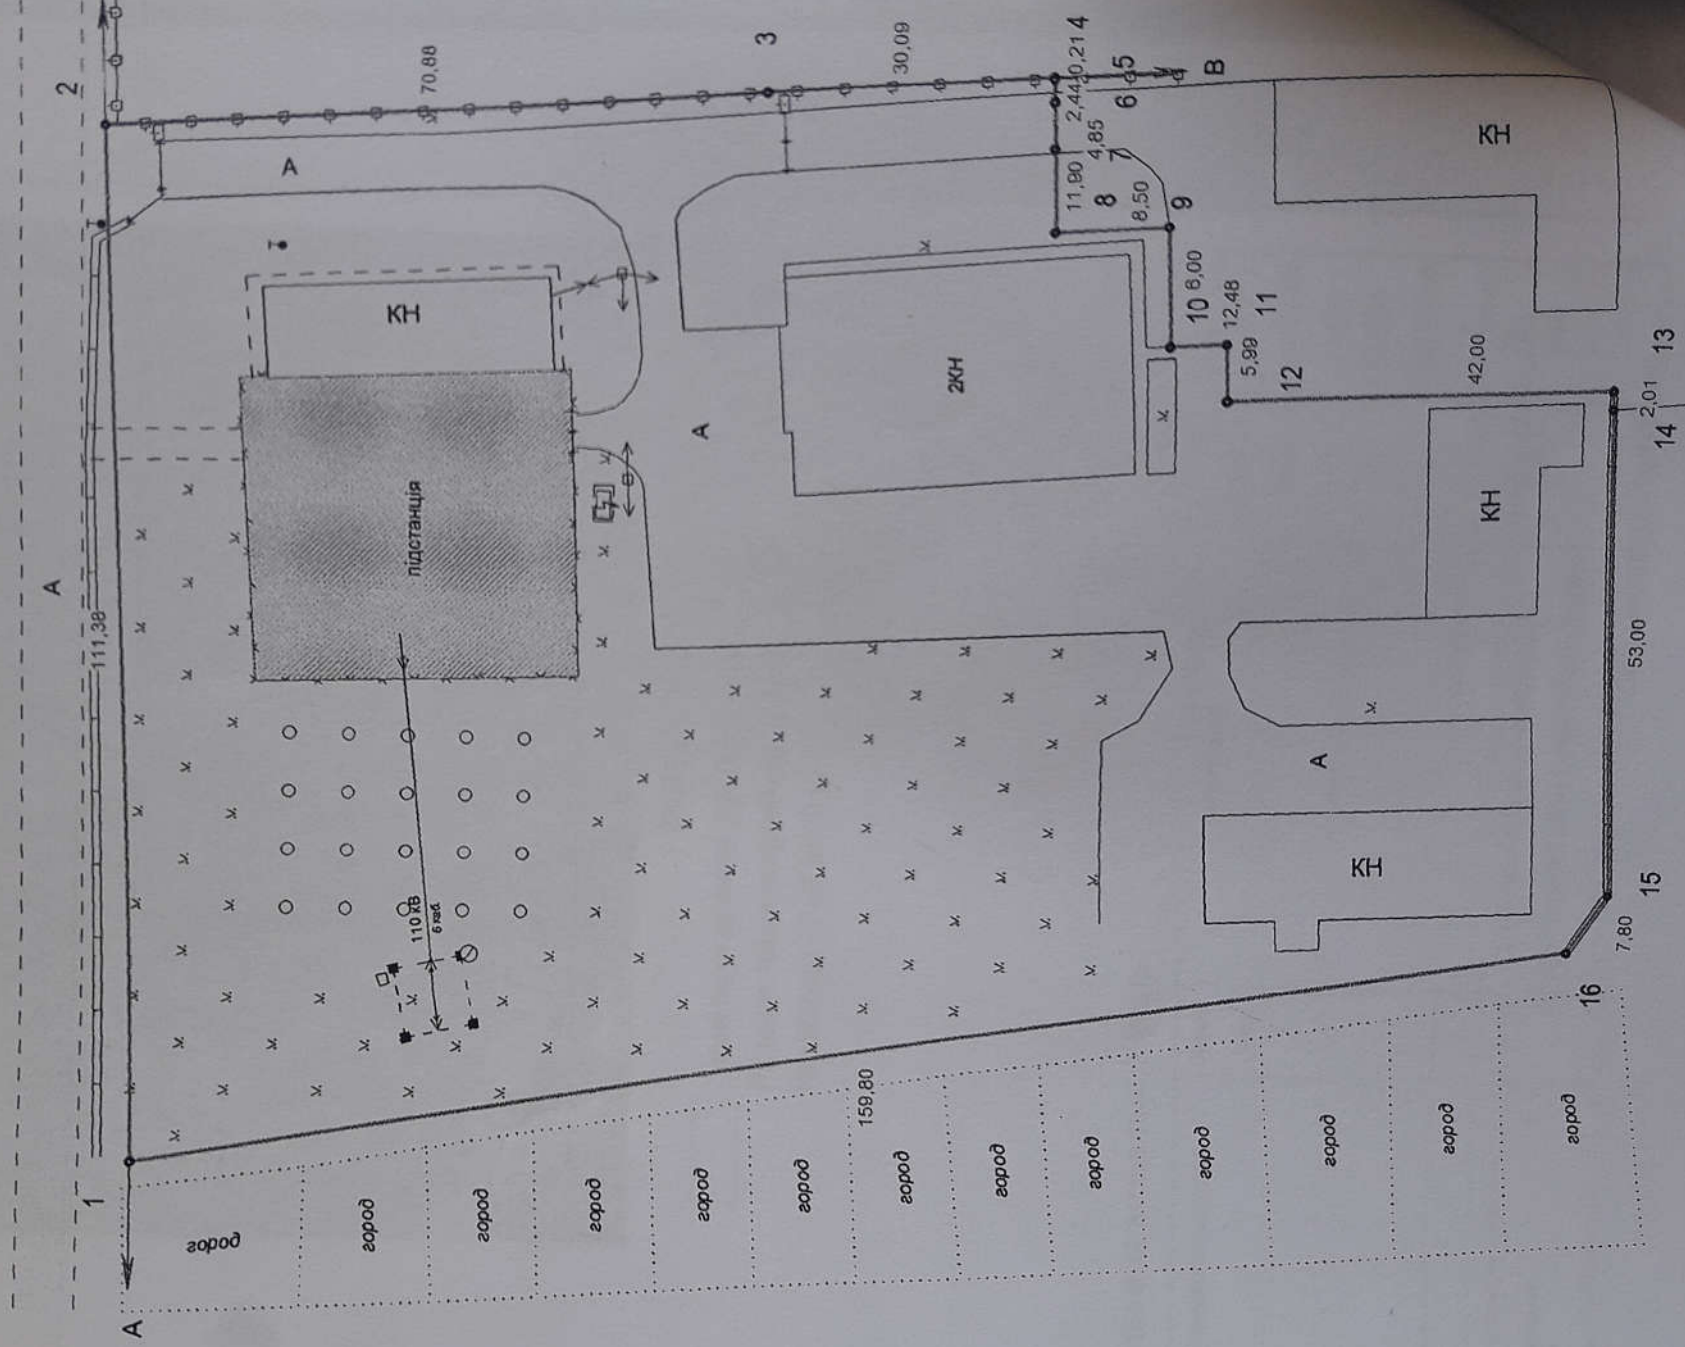 2
A
111,38
1
A
A
70,88
3
30,09
0,21 4
2,44
5
6
B
4,85
7
11,90
8
8,50
9
10
8,00
12,48
11
5,99
12
42,00
13
2,01
14
53,00
15
7,80
16
159,80
КН
підстанція
110 кВ
6 каб.
A
2КН
КН
КН
A
КН
город
город
город
город
город
город
город
город
город
город
город
город
город